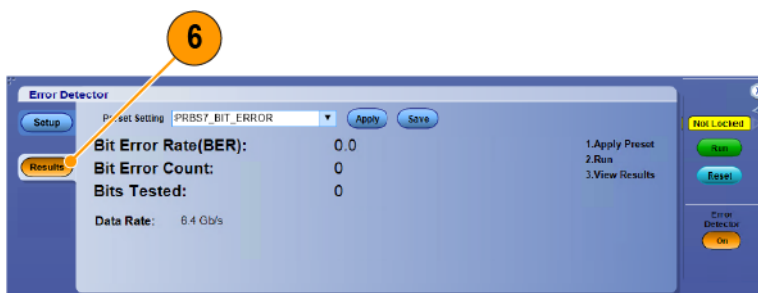 6
Error Detector
Setup
Preset Setting PRBS7_BIT_ERROR Apply Save
Not Locked
Bit Error Rate(BER): 0.0
1.Apply Preset
Run
Results
Bit Error Count: 0
2.Run
3.View Results
Reset
Bits Tested: 0
Data Rate: 6.4 Gb/s
Error
Detector
On